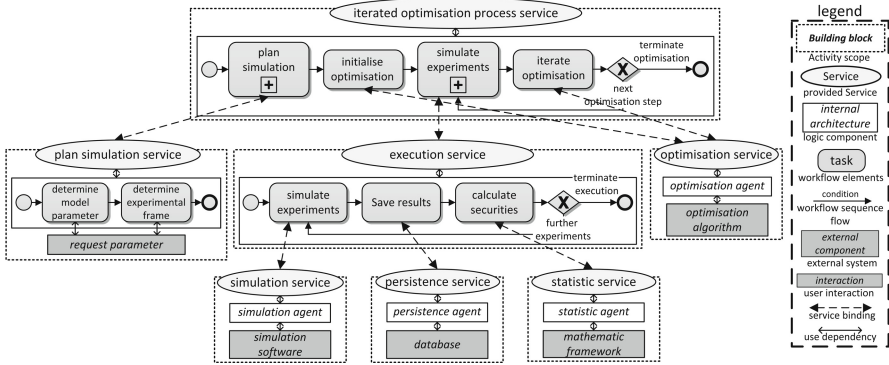 iterated optimisation process service
plan
simulation
initialise
optimisation
simulate
experiments
iterate
optimisation
X
terminate
optimisation
next
optimisation step
plan simulation service
determine
model
parameter
determine
experimental
frame
request parameter
execution service
simulate
experiments
Save results
calculate
securities
X
terminate
execution
further
experiments
optimisation service
optimisation agent
optimisation
algorithm
simulation service
simulation agent
simulation
software
persistence service
persistence agent
database
statistic service
statistic agent
mathematic
framework
legend
Building block
Activity scope
Service
provided Service
internal
architecture
logic component
task
workflow elements
condition
workflow sequence
flow
external
component
external system
interaction
user interaction
service binding
use dependency